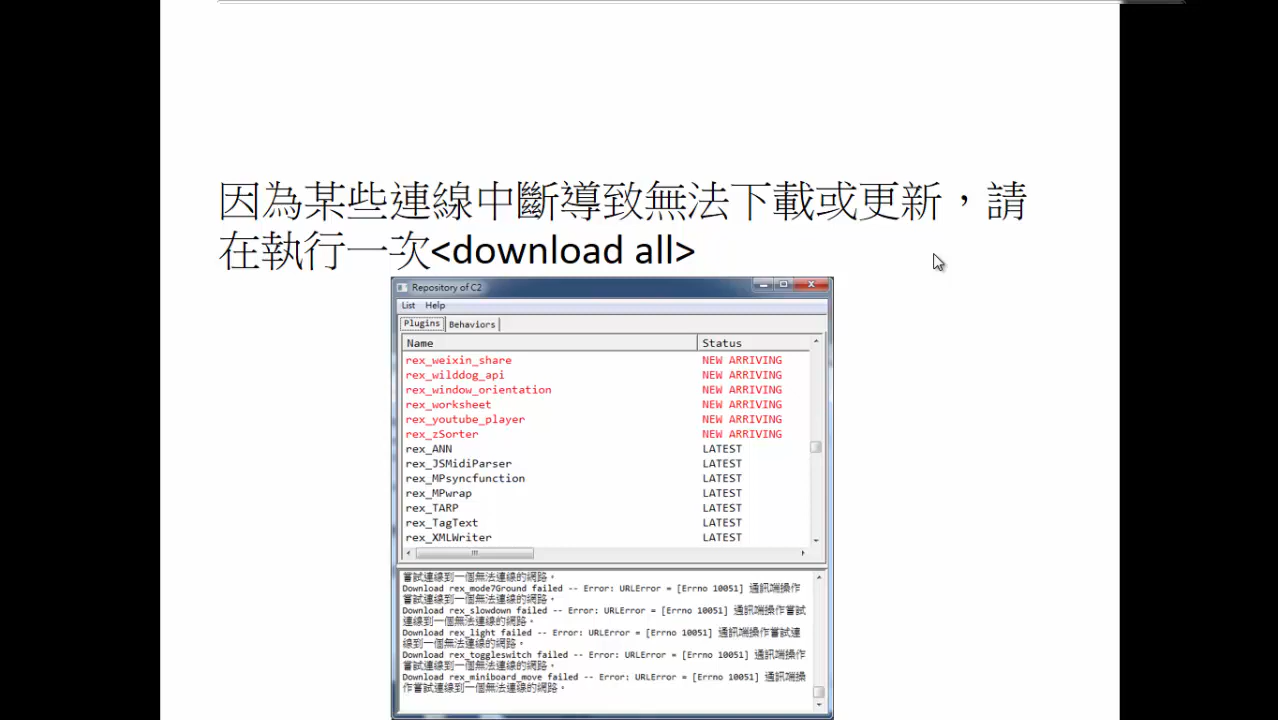 因為某些連線中斷導致無法下載或更新，請
在執行一次<download all>
Repository of C2
List Help
Plugins Behaviors
Name Status
rex_weixin_share NEW ARRIVING
rex_wilddog_api NEW ARRIVING
rex_window_orientation NEW ARRIVING
rex_worksheet NEW ARRIVING
rex_youtube_player NEW ARRIVING
rex_zSorter NEW ARRIVING
rex_ANN LATEST
rex_JSMidiParser LATEST
rex_MPsyncfunction LATEST
rex_MPwrap LATEST
rex_TARP LATEST
rex_TagText LATEST
rex_XMLWriter LATEST
嘗試連線到一個無法連線的網路。
Download rex_mode7Ground failed -- Error: URLError = [Errno 10051] 通訊端操作
嘗試連線到一個無法連線的網路。
Download rex_slowdown failed -- Error: URLError = [Errno 10051] 通訊端操作嘗試
連線到一個無法連線的網路。
Download rex_light failed -- Error: URLError = [Errno 10051] 通訊端操作嘗試連
線到一個無法連線的網路。
Download rex_toggleswitch failed -- Error: URLError = [Errno 10051] 通訊端操作
嘗試連線到一個無法連線的網路。
Download rex_miniboard_move failed -- Error: URLError = [Errno 10051] 通訊端操
作嘗試連線到一個無法連線的網路。